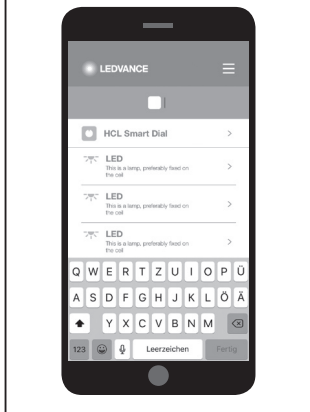 LEDVANCE
HCL Smart Dial
LED
This is a lamp, preferably fixed on
the ceil
LED
This is a lamp, preferably fixed on
the ceil
LED
This is a lamp, preferably fixed on
the ceil
Q W E R T Z U I O P Ü
A S D F G H J K L Ö Ä
Y X C V B N M
123 Leerzeichen Fertig